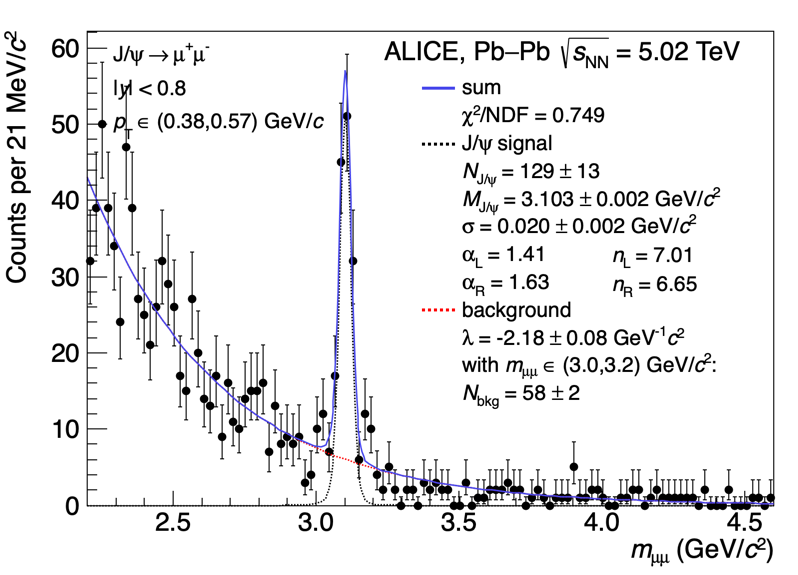 ALICE, Pb–Pb √sNN = 5.02 TeV
J/ψ → μ⁺μ⁻
|y| < 0.8
pT ∈ (0.38,0.57) GeV/c
sum
χ²/NDF = 0.749
J/ψ signal
NJ/ψ = 129 ± 13
MJ/ψ = 3.103 ± 0.002 GeV/c²
σ = 0.020 ± 0.002 GeV/c²
αL = 1.41 nL = 7.01
αR = 1.63 nR = 6.65
background
λ = -2.18 ± 0.08 GeV⁻¹c²
with mμμ ∈ (3.0,3.2) GeV/c²:
Nbkg = 58 ± 2
Counts per 21 MeV/c²
60
50
40
30
20
10
0
2.5 3.0 3.5 4.0 4.5
mμμ (GeV/c²)